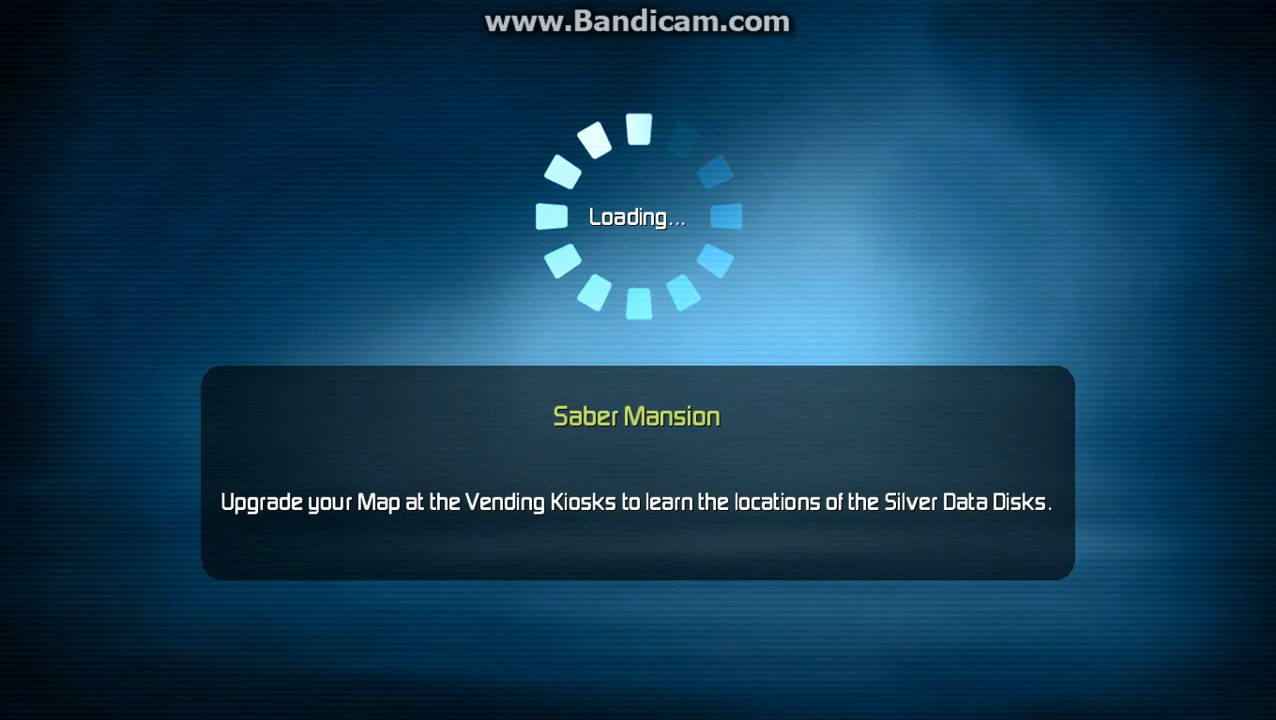 www.Bandicam.com
Loading...
Saber Mansion
Upgrade your Map at the Vending Kiosks to learn the locations of the Silver Data Disks.